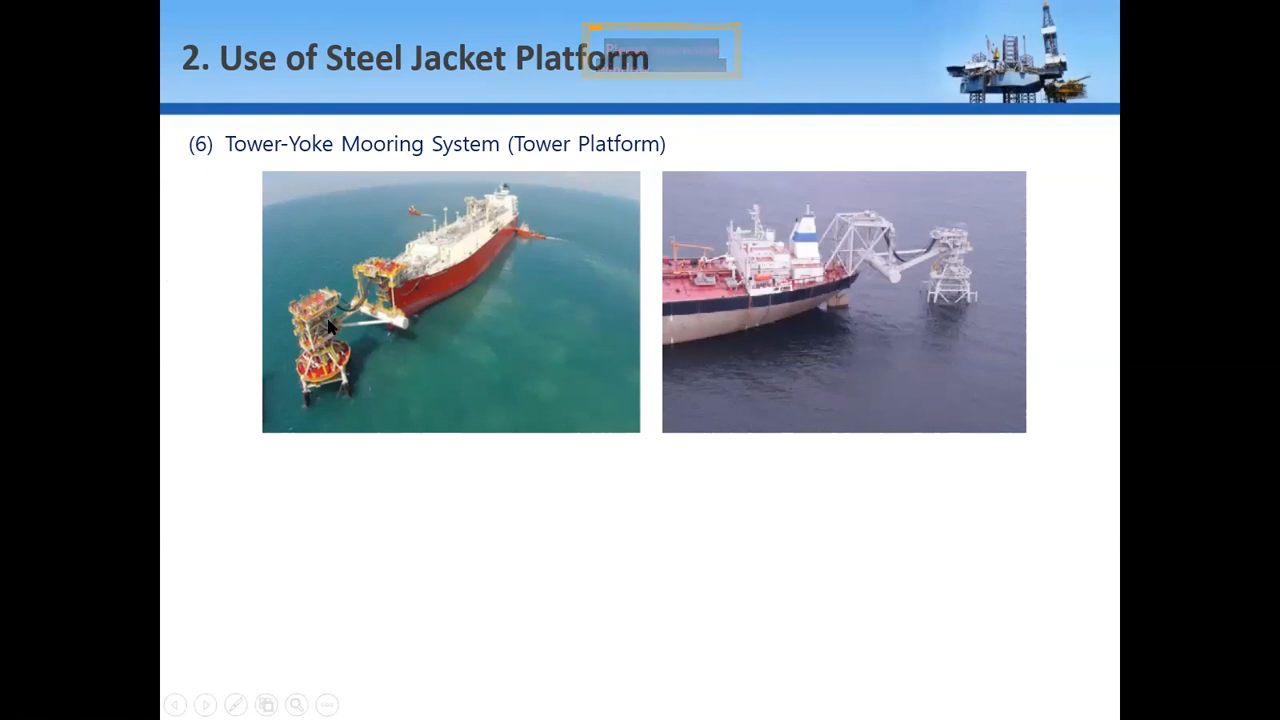 2. Use of Steel Jacket Platform
(6) Tower-Yoke Mooring System (Tower Platform)